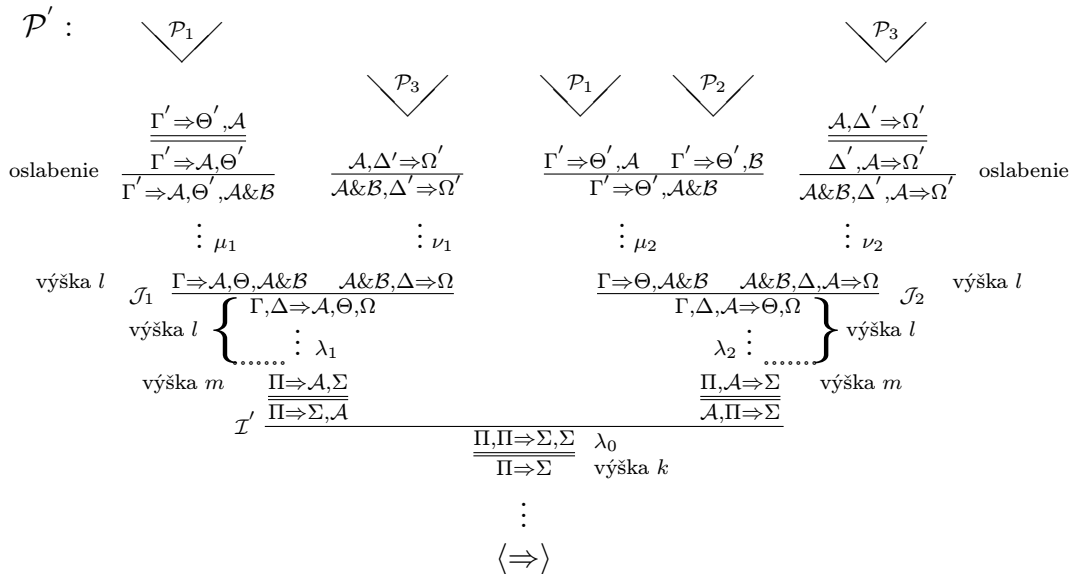 𝒫′ :
𝒫₁ 𝒫₃
𝒫₃ 𝒫₁ 𝒫₂
Γ′⇒Θ′,𝒜 𝒜,Δ′⇒Ω′
oslabenie Γ′⇒𝒜,Θ′ 𝒜,Δ′⇒Ω′ Γ′⇒Θ′,𝒜 Γ′⇒Θ′,ℬ Δ′,𝒜⇒Ω′ oslabenie
Γ′⇒𝒜,Θ′,𝒜&ℬ 𝒜&ℬ,Δ′⇒Ω′ Γ′⇒Θ′,𝒜&ℬ 𝒜&ℬ,Δ′,𝒜⇒Ω′
⋮ μ₁ ⋮ ν₁ ⋮ μ₂ ⋮ ν₂
výška l 𝒥₁ Γ⇒𝒜,Θ,𝒜&ℬ 𝒜&ℬ,Δ⇒Ω Γ⇒Θ,𝒜&ℬ 𝒜&ℬ,Δ,𝒜⇒Ω 𝒥₂ výška l
Γ,Δ⇒𝒜,Θ,Ω Γ,Δ,𝒜⇒Θ,Ω
výška l { ⋮ λ₁ λ₂ ⋮ } výška l
výška m Π⇒𝒜,Σ Π,𝒜⇒Σ výška m
ℐ′ Π⇒Σ,𝒜 𝒜,Π⇒Σ
Π,Π⇒Σ,Σ λ₀
Π⇒Σ výška k
⋮
⟨⇒⟩